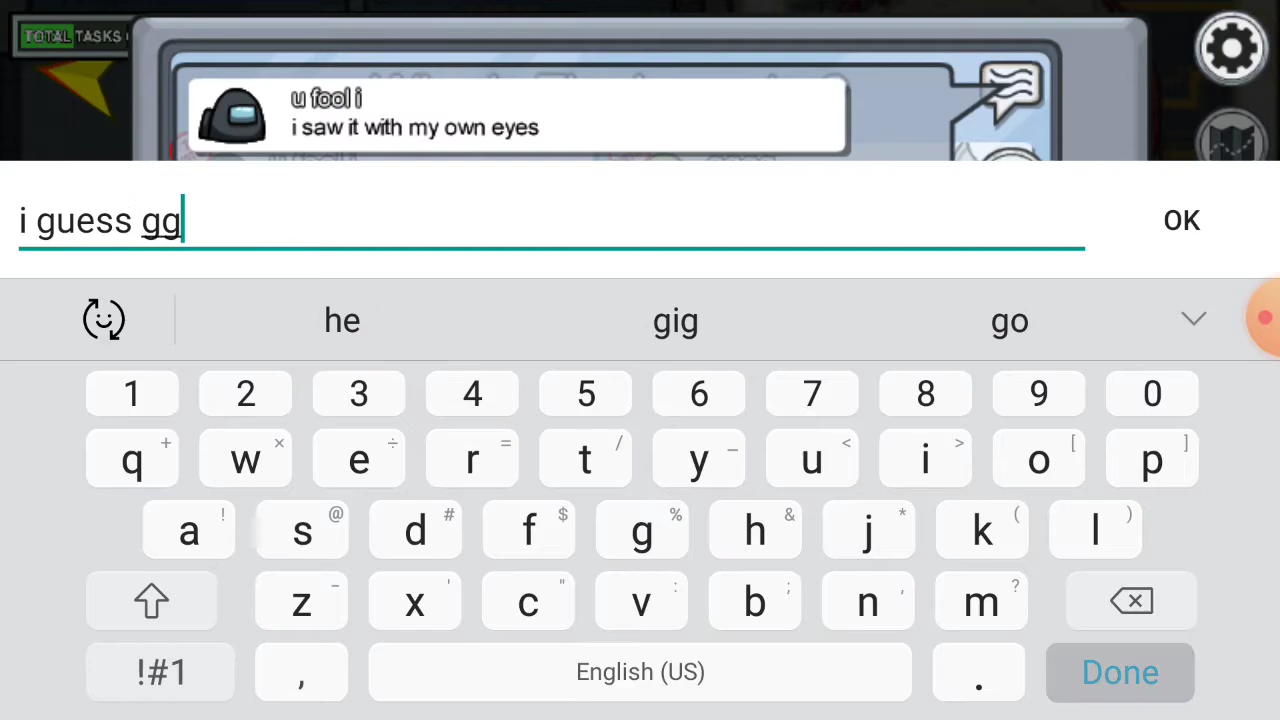 TOTAL TASKS
u fool i
i saw it with my own eyes
i guess gg
OK
he gig go
1 2 3 4 5 6 7 8 9 0
q + w × e ÷ r = t / y _ u < i > o [ p ]
a ! s @ d # f $ g % h & j * k ( l )
z - x ' c " v : b ; n , m ?
!#1 , English (US) . Done